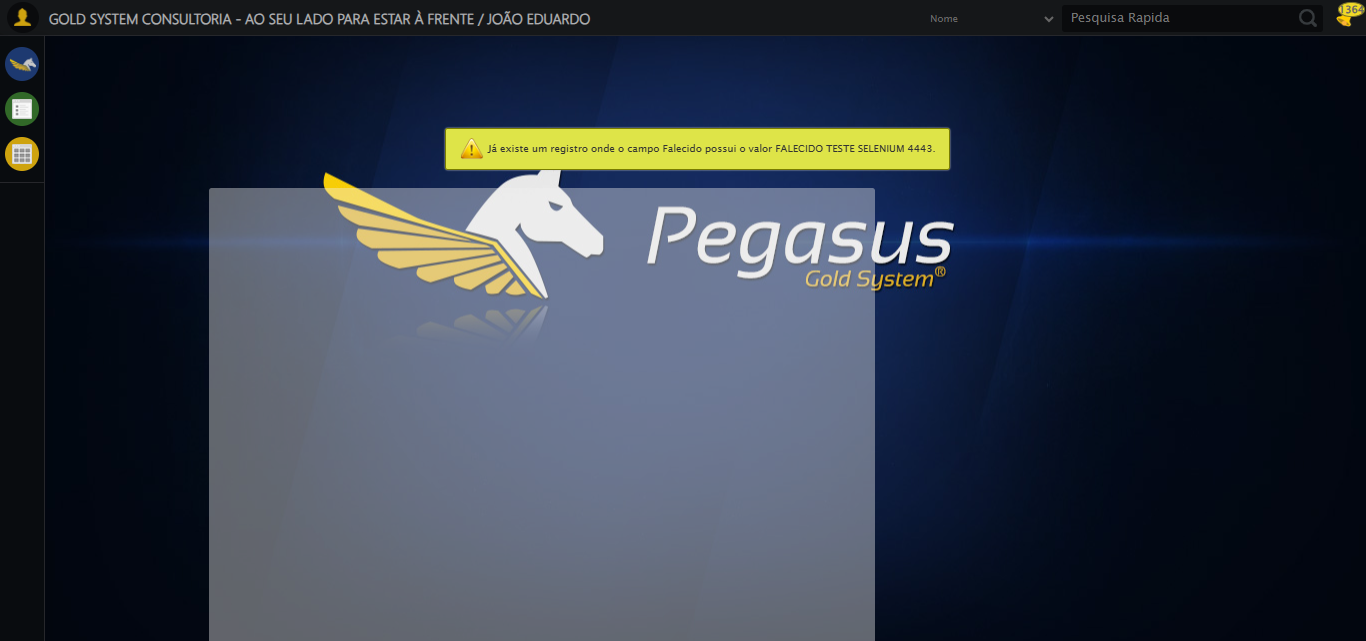 GOLD SYSTEM CONSULTORIA - AO SEU LADO PARA ESTAR À FRENTE / JOÃO EDUARDO
Nome
Pesquisa Rapida
1364
Já existe um registro onde o campo Falecido possui o valor FALECIDO TESTE SELENIUM 4443.
Pegasus
Gold System®